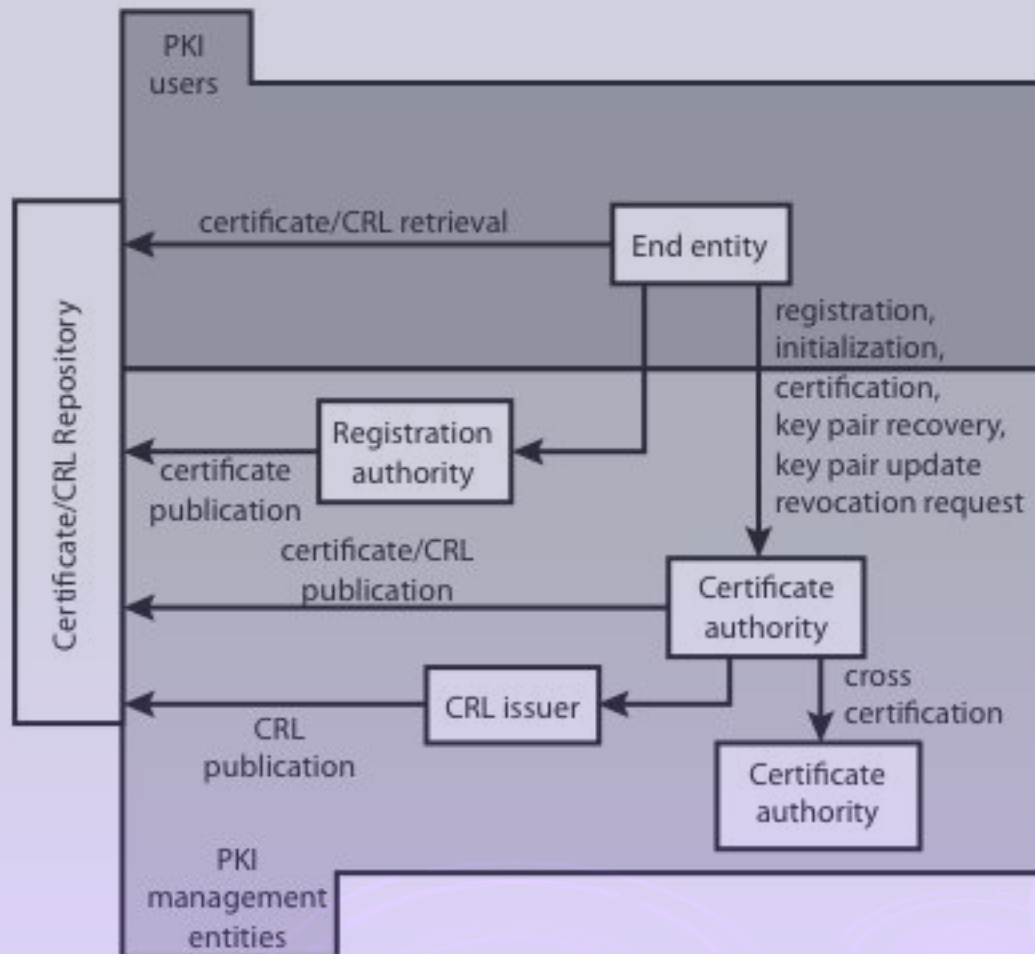 PKI
users
certificate/CRL retrieval
End entity
registration,
initialization,
certification,
key pair recovery,
key pair update
revocation request
Certificate/CRL Repository
Registration
authority
certificate
publication
certificate/CRL
publication
Certificate
authority
CRL issuer
CRL
publication
cross
certification
Certificate
authority
PKI
management
entities